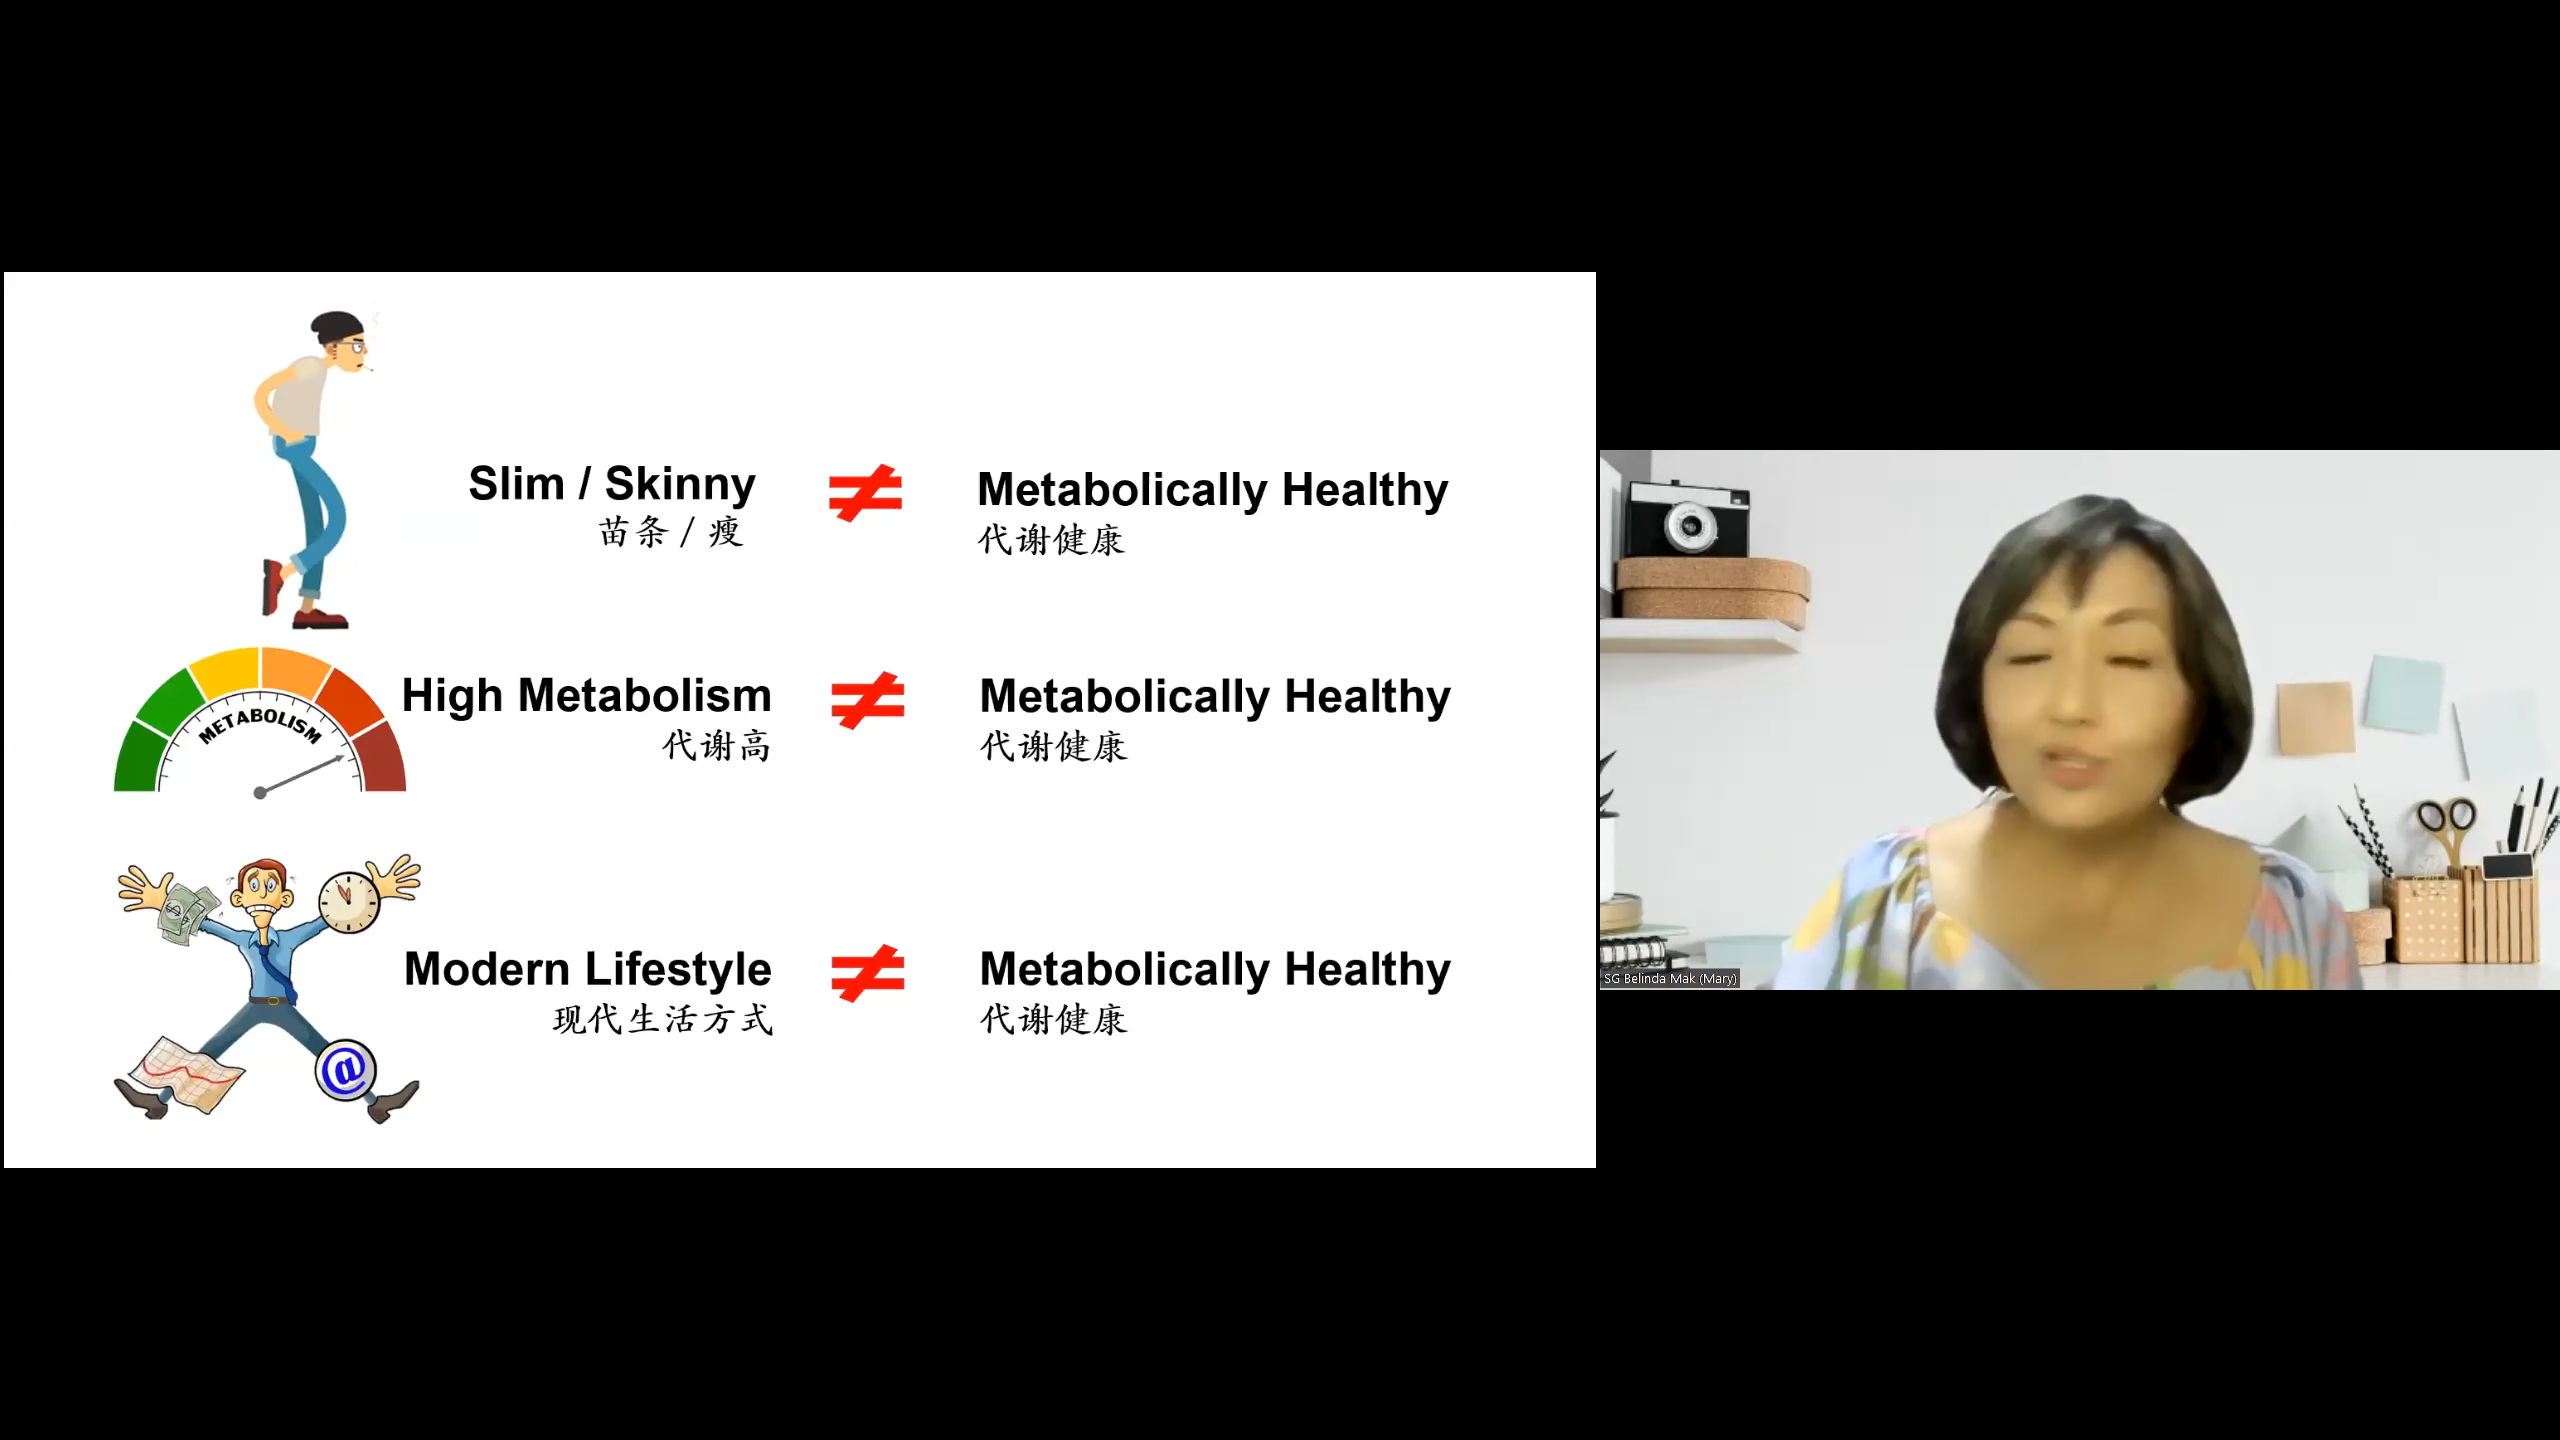 Slim / Skinny
苗条 / 瘦
≠
Metabolically Healthy
代谢健康
METABOLISM
High Metabolism
代谢高
≠
Metabolically Healthy
代谢健康
@
Modern Lifestyle
现代生活方式
≠
Metabolically Healthy
代谢健康
SG Belinda Mak (Mary)